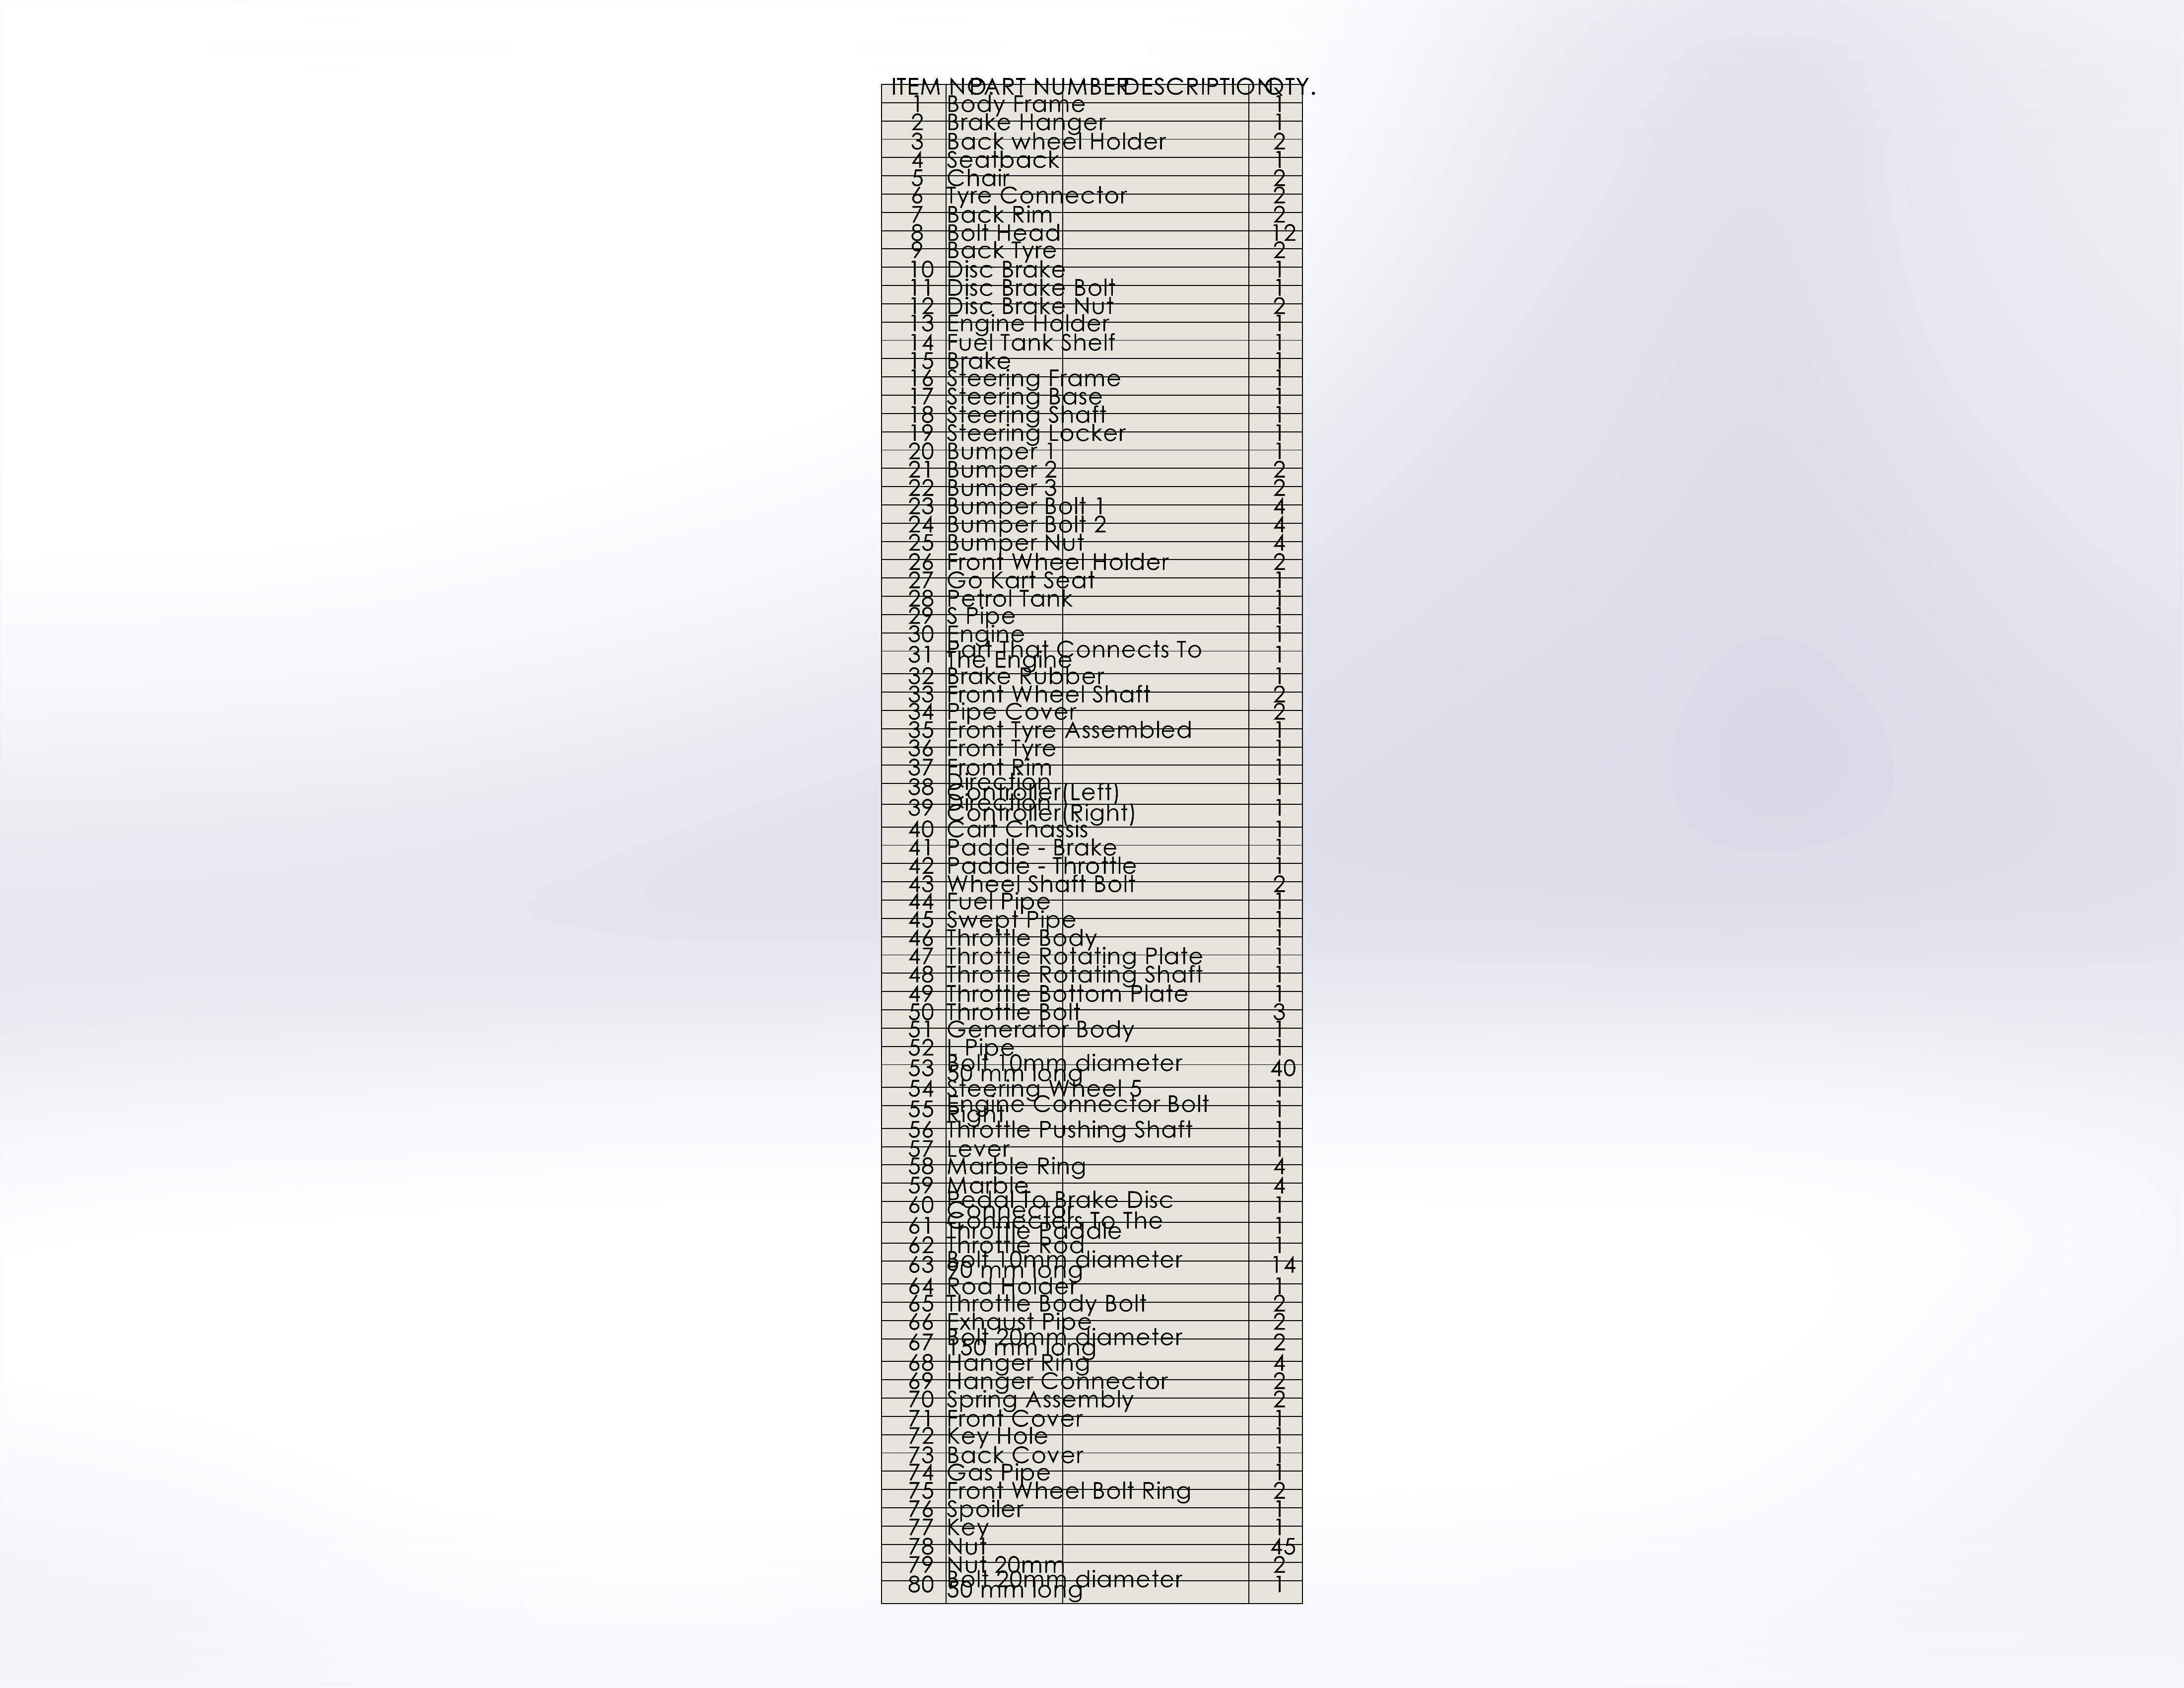 ITEM NO. PART NUMBER DESCRIPTION QTY.
1 Body Frame 1
2 Brake Hanger 1
3 Back wheel Holder 2
4 Seatback 1
5 Chair 2
6 Tyre Connector 2
7 Back Rim 2
8 Bolt Head 12
9 Back Tyre 2
10 Disc Brake 1
11 Disc Brake Bolt 1
12 Disc Brake Nut 2
13 Engine Holder 1
14 Fuel Tank Shelf 1
15 Brake 1
16 Steering Frame 1
17 Steering Base 1
18 Steering Shaft 1
19 Steering Locker 1
20 Bumper 1 1
21 Bumper 2 2
22 Bumper 3 2
23 Bumper Bolt 1 4
24 Bumper Bolt 2 4
25 Bumper Nut 4
26 Front Wheel Holder 2
27 Go Kart Seat 1
28 Petrol Tank 1
29 S Pipe 1
30 Engine 1
31 Part That Connects To 1
The Engine
32 Brake Rubber 1
33 Front Wheel Shaft 2
34 Pipe Cover 2
35 Front Tyre Assembled 1
36 Front Tyre 1
37 Front Rim 1
38 Direction 1
Controller(Left)
39 Direction 1
Controller(Right)
40 Cart Chassis 1
41 Paddle - Brake 1
42 Paddle - Throttle 1
43 Wheel Shaft Bolt 2
44 Fuel Pipe 1
45 Swept Pipe 1
46 Throttle Body 1
47 Throttle Rotating Plate 1
48 Throttle Rotating Shaft 1
49 Throttle Bottom Plate 1
50 Throttle Bolt 3
51 Generator Body 1
52 L Pipe 1
53 Bolt 10mm diameter 40
50 mm long
54 Steering Wheel 5 1
55 Engine Connector Bolt 1
Right
56 Throttle Pushing Shaft 1
57 Lever 1
58 Marble Ring 4
59 Marble 4
60 Pedal To Brake Disc 1
Connector
61 Connecters To The 1
Throttle Paddle
62 Throttle Rod 1
63 Bolt 10mm diameter 14
90 mm long
64 Rod Holder 1
65 Throttle Body Bolt 2
66 Exhaust Pipe 2
67 Bolt 20mm diameter 2
150 mm long
68 Hanger Ring 4
69 Hanger Connector 2
70 Spring Assembly 2
71 Front Cover 1
72 Key Hole 1
73 Back Cover 1
74 Gas Pipe 1
75 Front Wheel Bolt Ring 2
76 Spoiler 1
77 Key 1
78 Nut 45
79 Nut 20mm 2
80 Bolt 20mm diameter 1
50 mm long